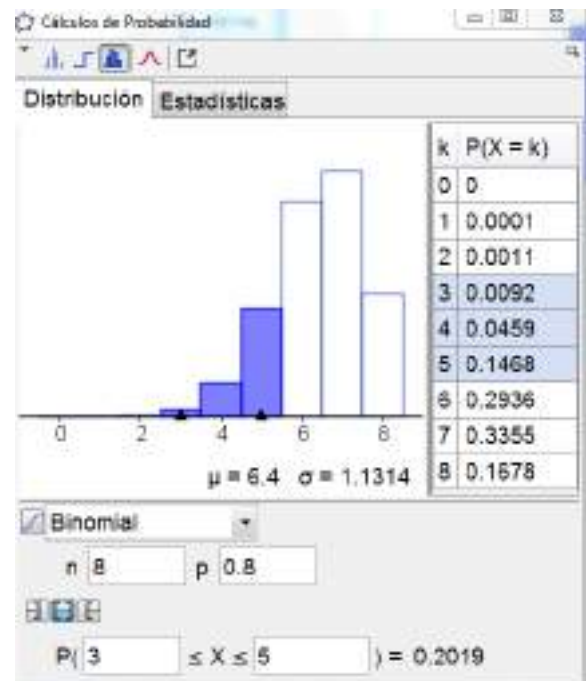 Cálculos de Probabilidad
Distribución Estadísticas
k P(X = k)
0 0
1 0.0001
2 0.0011
3 0.0092
4 0.0459
5 0.1468
6 0.2936
7 0.3355
8 0.1678
0 2 4 6 8
μ = 6.4 σ = 1.1314
Binomial
n 8 p 0.8
P( 3 ≤ X ≤ 5 ) = 0.2019